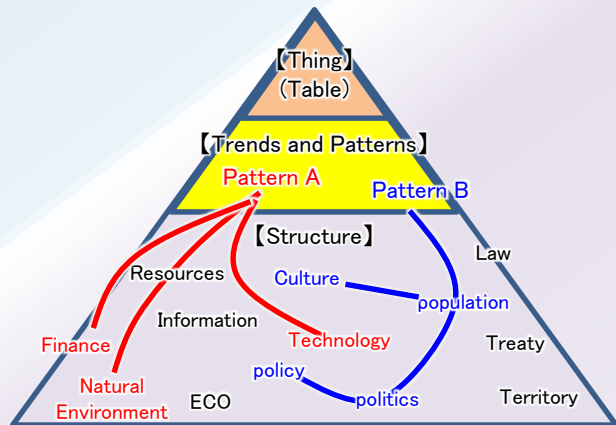 【Thing】
(Table)
【Trends and Patterns】
Pattern A
Pattern B
【Structure】
Law
Resources
Culture
population
Information
Finance
Technology
Treaty
policy
Natural
Environment
ECO
politics
Territory